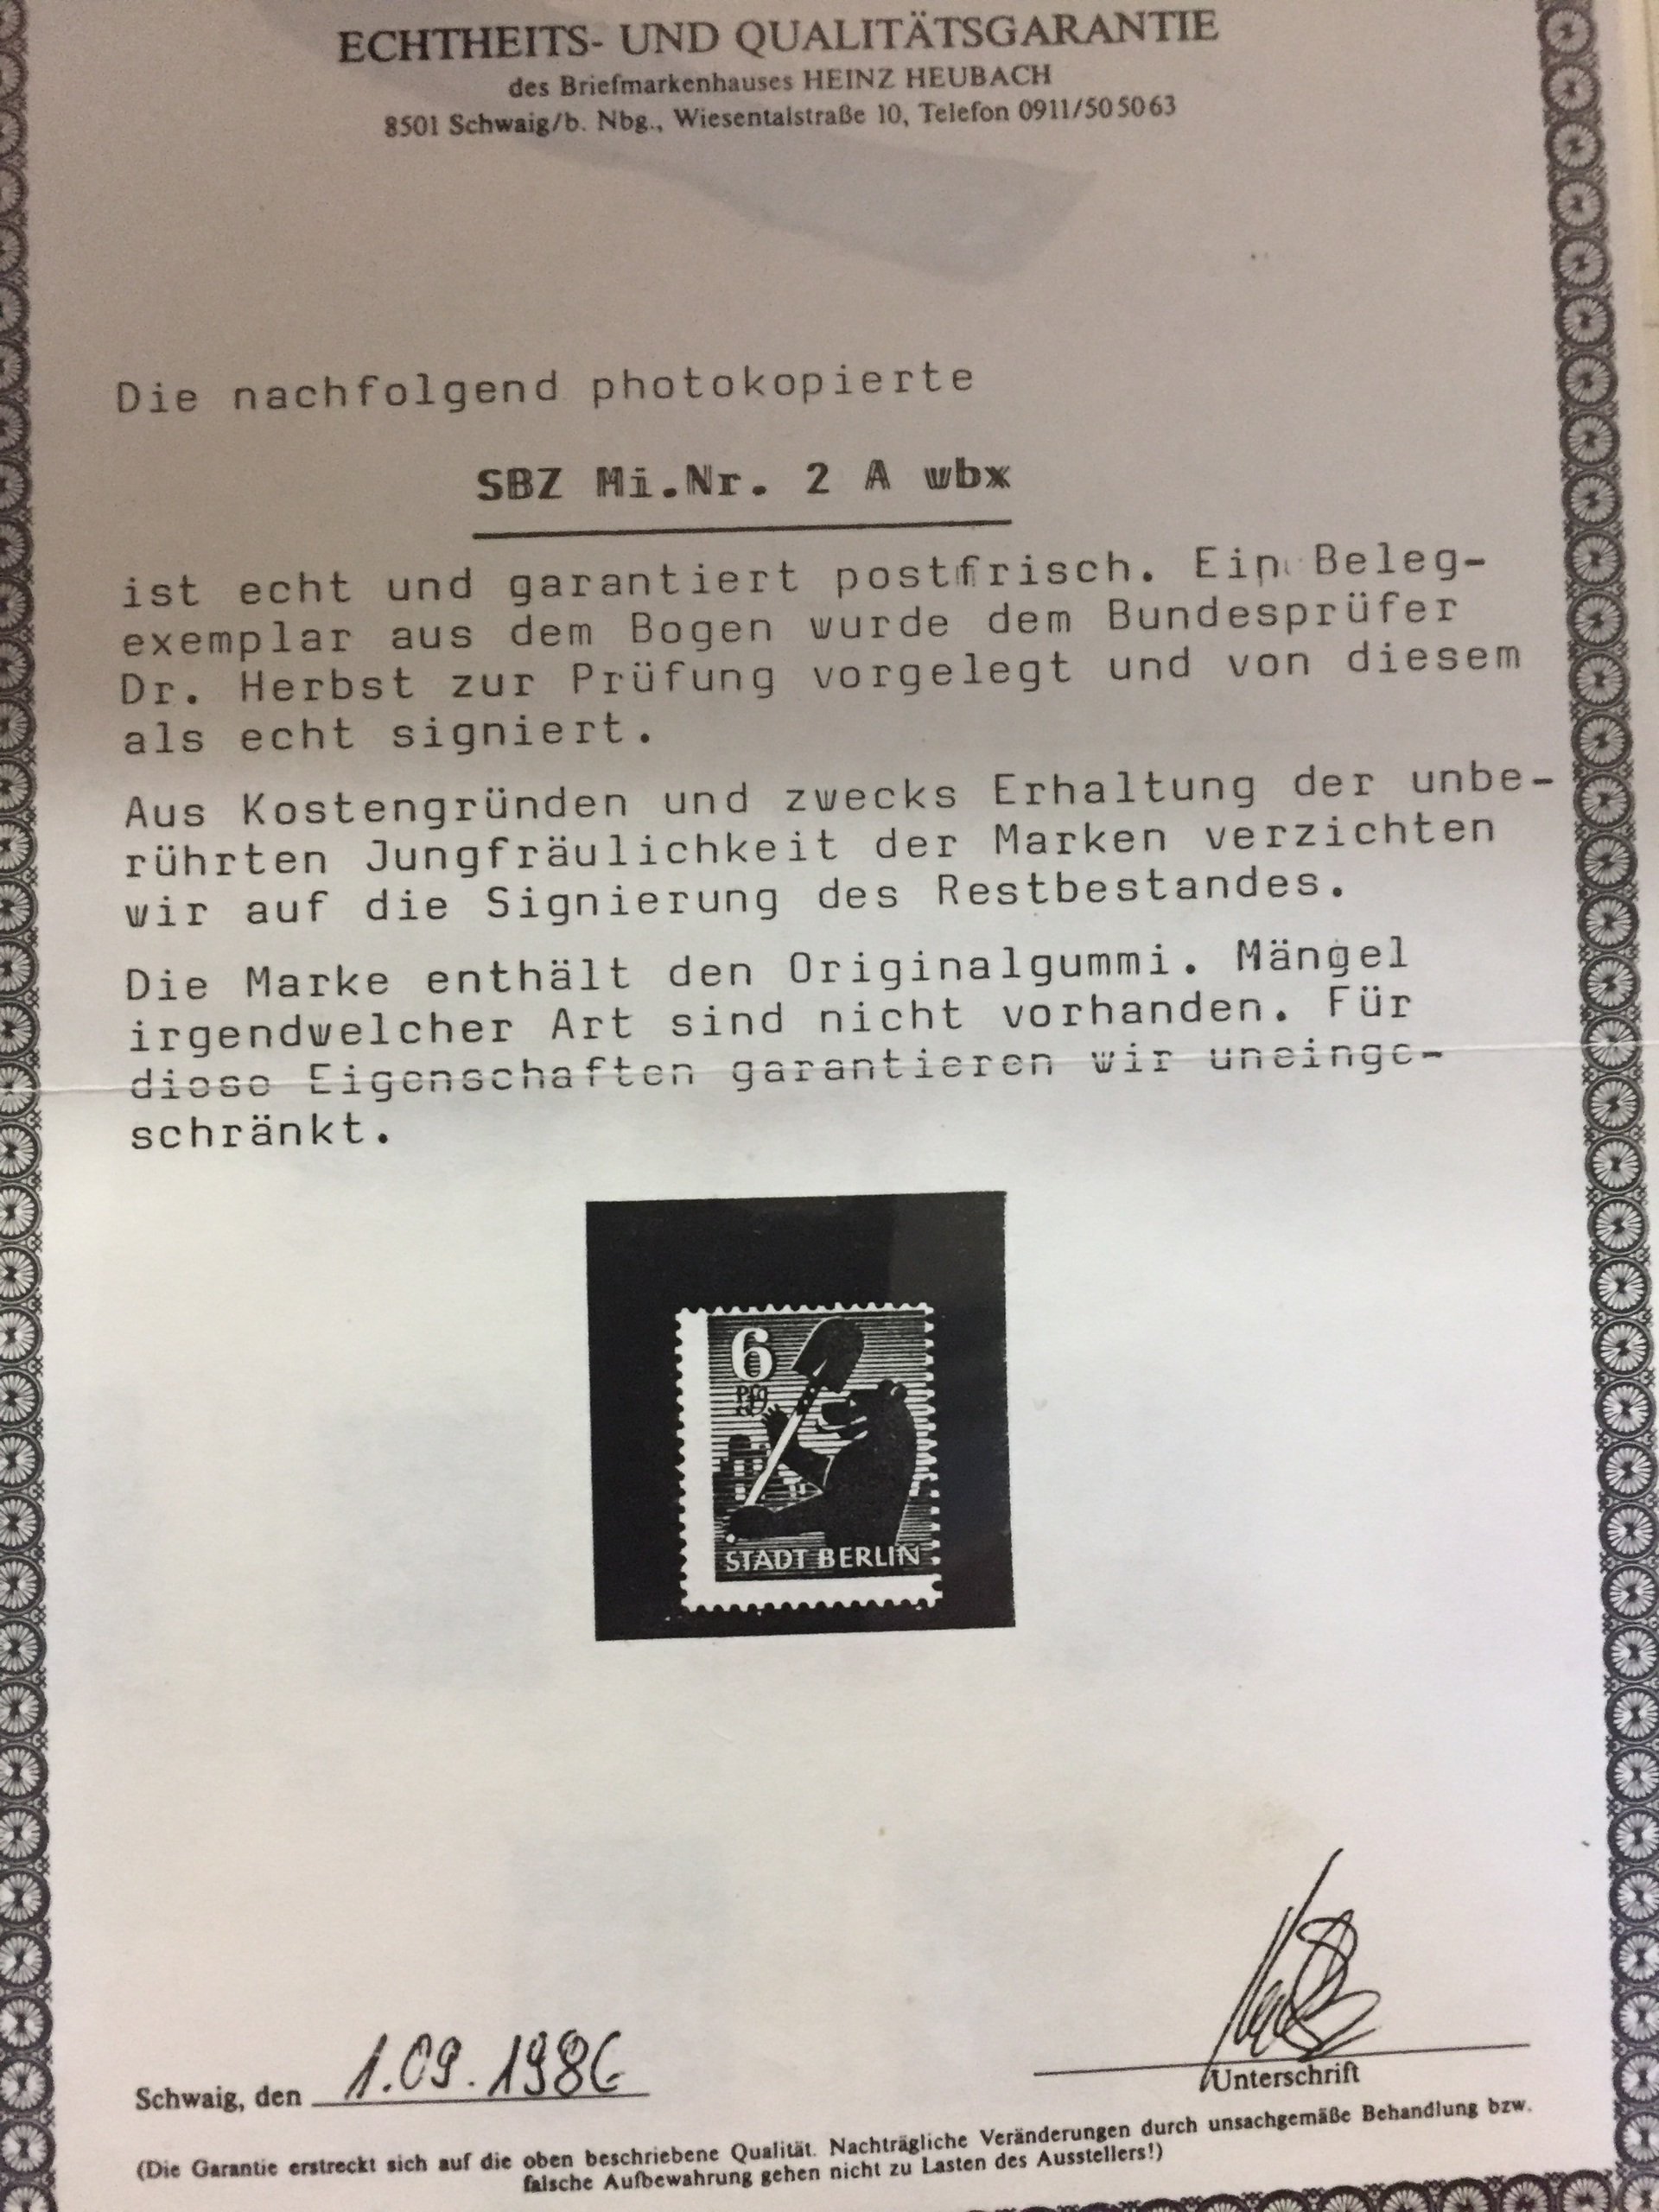 ECHTHEITS- UND QUALITÄTSGARANTIE
des Briefmarkenhauses HEINZ HEUBACH
8501 Schwaig/b. Nbg., Wiesentalstraße 10, Telefon 0911/505063
Die nachfolgend photokopierte
SBZ Mi.Nr. 2 A wbx
ist echt und garantiert postfrisch. Ein Beleg-
exemplar aus dem Bogen wurde dem Bundesprüfer
Dr. Herbst zur Prüfung vorgelegt und von diesem
als echt signiert.
Aus Kostengründen und zwecks Erhaltung der unbe-
rührten Jungfräulichkeit der Marken verzichten
wir auf die Signierung des Restbestandes.
Die Marke enthält den Originalgummi. Mängel
irgendwelcher Art sind nicht vorhanden. Für
diese Eigenschaften garantieren wir uneinge-
schränkt.
6
Pfg
STADT BERLIN
Schwaig, den 1.09.1986
Unterschrift
(Die Garantie erstreckt sich auf die oben beschriebene Qualität. Nachträgliche Veränderungen durch unsachgemäße Behandlung bzw.
falsche Aufbewahrung gehen nicht zu Lasten des Ausstellers!)